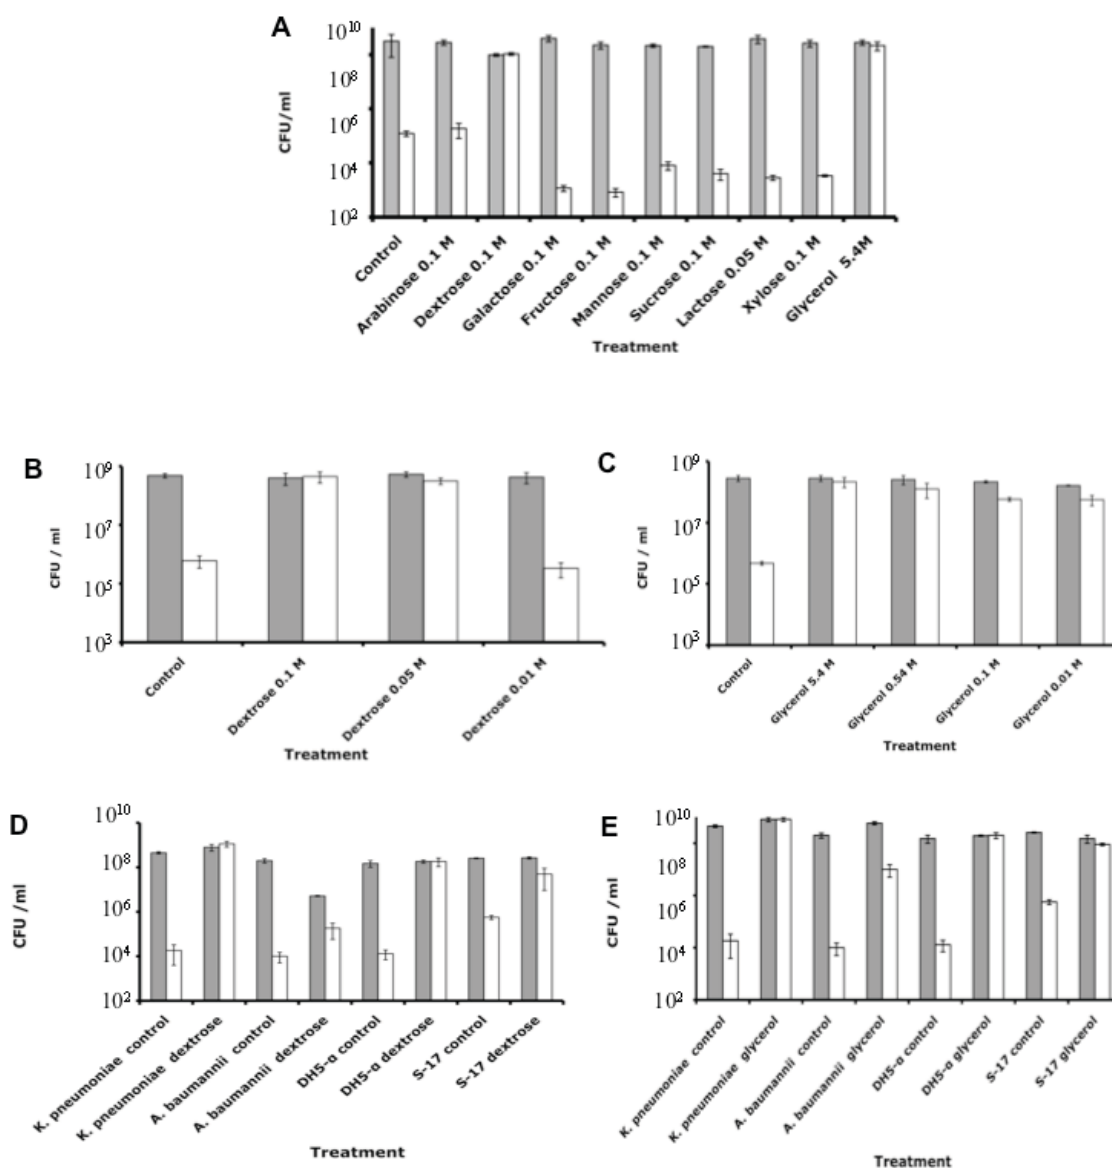 A
CFU/ml
10^10
10^8
10^6
10^4
10^2
Control
Arabinose 0.1 M
Dextrose 0.1 M
Galactose 0.1 M
Fructose 0.1 M
Mannose 0.1 M
Sucrose 0.1 M
Lactose 0.05 M
Xylose 0.1 M
Glycerol 5.4M
Treatment
B
CFU / ml
10^9
10^7
10^5
10^3
Control
Dextrose 0.1 M
Dextrose 0.05 M
Dextrose 0.01 M
Treatment
C
CFU / ml
10^9
10^7
10^5
10^3
Control
Glycerol 5.4 M
Glycerol 0.54 M
Glycerol 0.1 M
Glycerol 0.01 M
Treatment
D
CFU /ml
10^10
10^8
10^6
10^4
10^2
K. pneumoniae control
K. pneumoniae dextrose
A. baumannii control
A. baumannii dextrose
DH5-α control
DH5-α dextrose
S-17 control
S-17 dextrose
Treatment
E
CFU / ml
10^10
10^8
10^6
10^4
10^2
K. pneumoniae control
K. pneumoniae glycerol
A. baumannii control
A. baumannii glycerol
DH5-α control
DH5-α glycerol
S-17 control
S-17 glycerol
Treatment